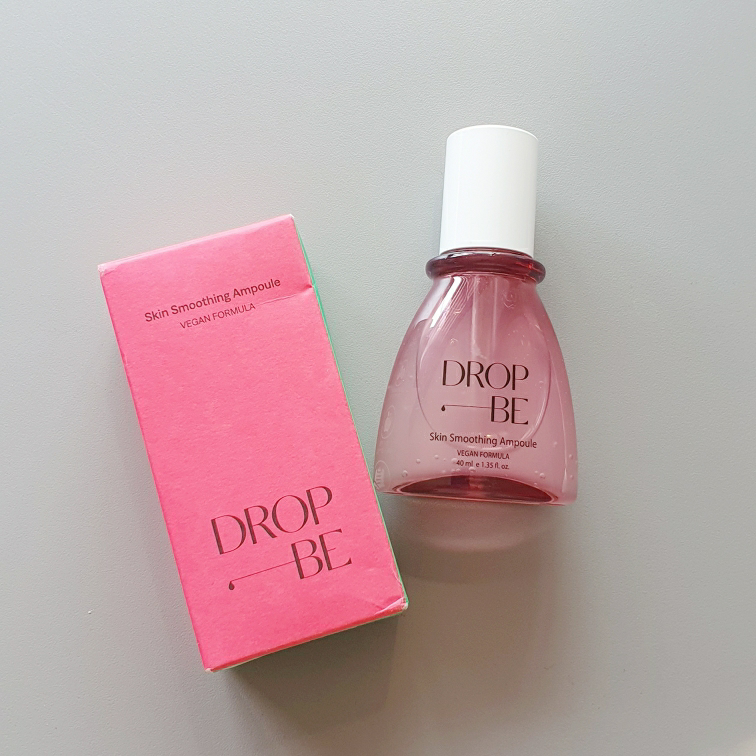 Skin Smoothing Ampoule
VEGAN FORMULA
DROP
BE
DROP
BE
Skin Smoothing Ampoule
VEGAN FORMULA
40 ml e 1.35 fl. oz.